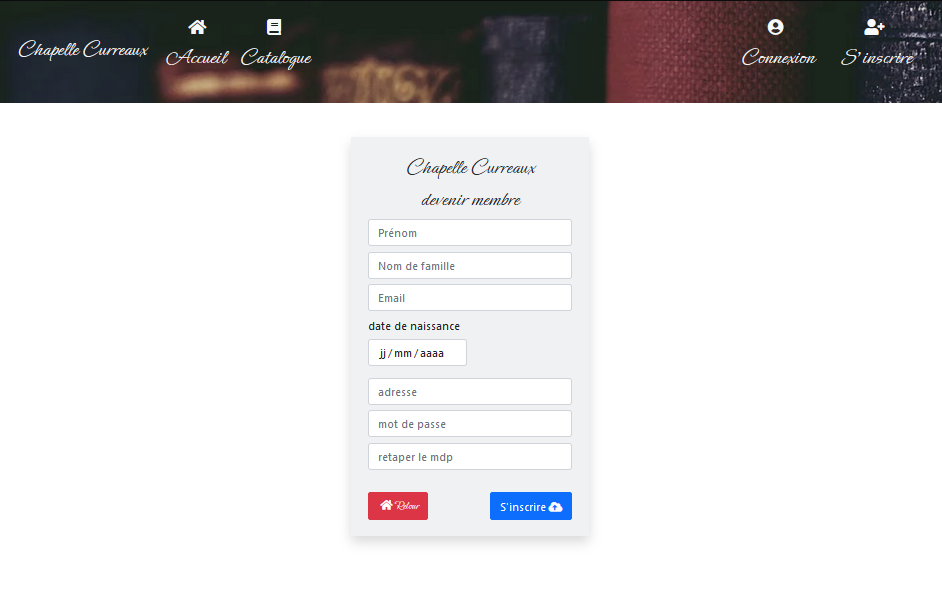 Chapelle Curreaux
Accueil
Catalogue
Connexion
S'inscrire
Chapelle Curreaux
devenir membre
Prénom
Nom de famille
Email
date de naissance
jj / mm / aaaa
adresse
mot de passe
retaper le mdp
Retour
S'inscrire